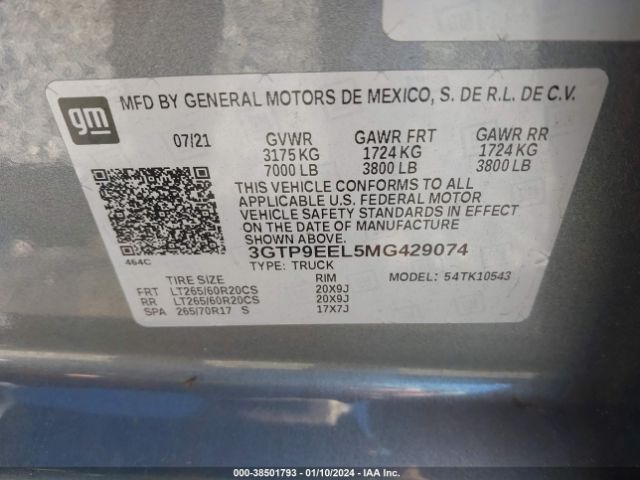 gm
MFD BY GENERAL MOTORS DE MEXICO, S. DE R.L. DE C.V.
07/21 GVWR GAWR FRT GAWR RR
3175 KG 1724 KG 1724 KG
7000 LB 3800 LB 3800 LB
THIS VEHICLE CONFORMS TO ALL
APPLICABLE U.S. FEDERAL MOTOR
VEHICLE SAFETY STANDARDS IN EFFECT
ON THE DATE OF MANUFACTURE
SHOWN ABOVE.
464C
3GTP9EEL5MG429074
TYPE: TRUCK MODEL: 54TK10543
TIRE SIZE RIM
FRT LT265/60R20CS 20X9J
RR LT265/60R20CS 20X9J
SPA 265/70R17 S 17X7J
000-38501793 - 01/10/2024 - IAA Inc.